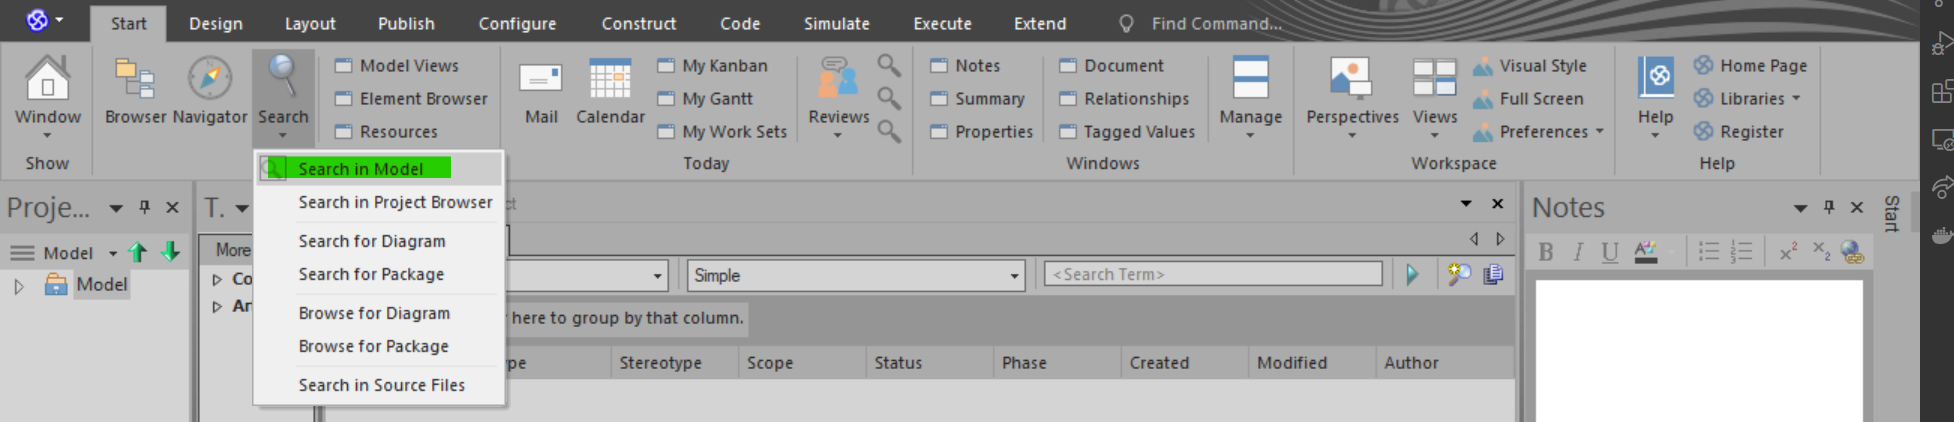 Start Design Layout Publish Configure Construct Code Simulate Execute Extend Find Command...
Window
Show
Browser Navigator Search
Model Views
Element Browser
Resources
Mail Calendar
My Kanban
My Gantt
My Work Sets
Reviews
Today
Notes
Summary
Properties
Document
Relationships
Tagged Values
Windows
Manage
Perspectives Views
Visual Style
Full Screen
Preferences
Workspace
Help
Home Page
Libraries
Register
Help
Search in Model
Search in Project Browser
Search for Diagram
Search for Package
Browse for Diagram
Browse for Package
Search in Source Files
Proje...
Model
Model
T.
More
Co
An
Simple <Search Term>
here to group by that column.
pe Stereotype Scope Status Phase Created Modified Author
Notes
B I U A x² x₂
Start